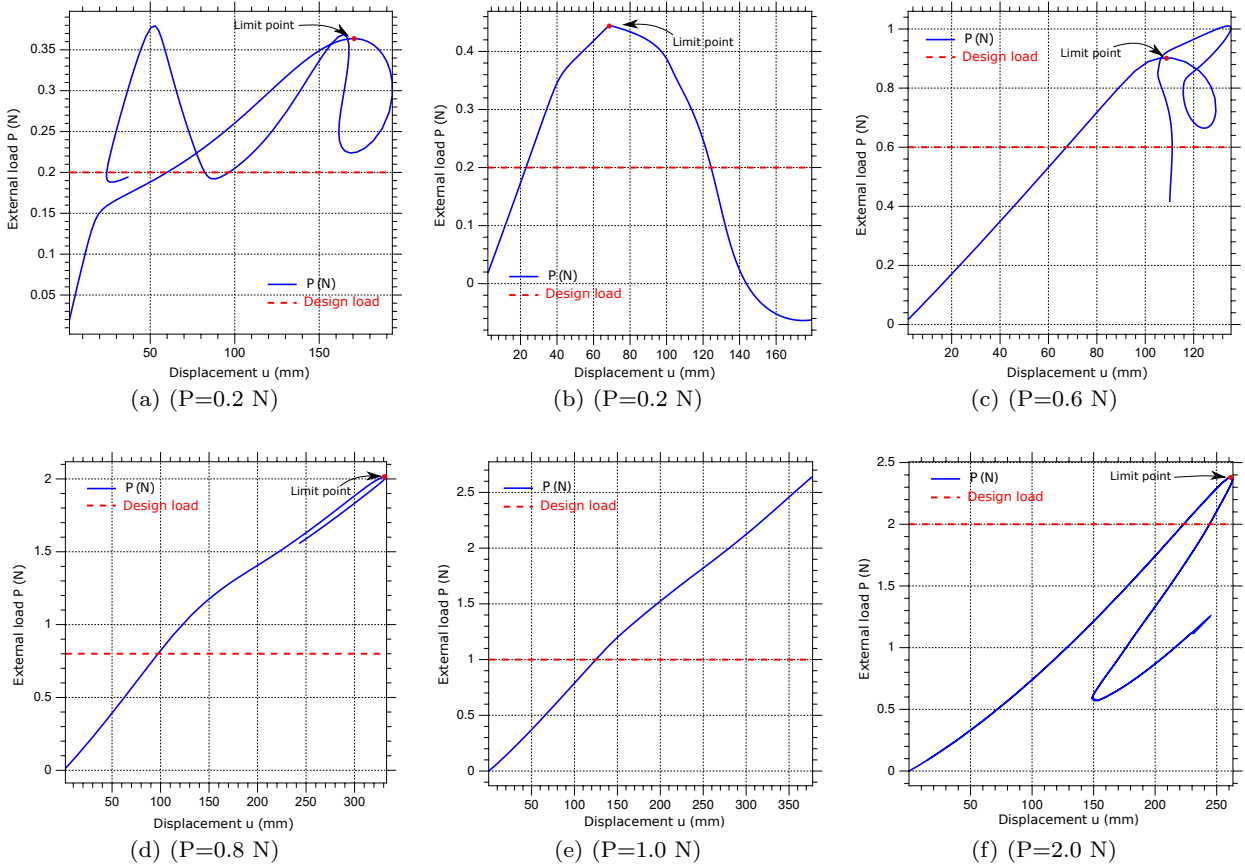 Limit point
P (N)
Design load
External load P (N)
0.35
0.3
0.25
0.2
0.15
0.1
0.05
50
100
150
Displacement u (mm)
(a) (P=0.2 N)
Limit point
P (N)
Design load
External load P (N)
0.4
0.3
0.2
0.1
0
20
40
60
80
100
120
140
160
Displacement u (mm)
(b) (P=0.2 N)
P (N)
Design load
Limit point
External load P (N)
1
0.8
0.6
0.4
0.2
0
20
40
60
80
100
120
Displacement u (mm)
(c) (P=0.6 N)
P (N)
Design load
Limit point
External load P (N)
2
1.5
1
0.5
0
50
100
150
200
250
300
Displacement u (mm)
(d) (P=0.8 N)
P (N)
Design load
External load P (N)
2.5
2
1.5
1
0.5
0
50
100
150
200
250
300
350
Displacement u (mm)
(e) (P=1.0 N)
P (N)
Design load
Limit point
External load P (N)
2.5
2
1.5
1
0.5
0
50
100
150
200
250
Displacement u (mm)
(f) (P=2.0 N)